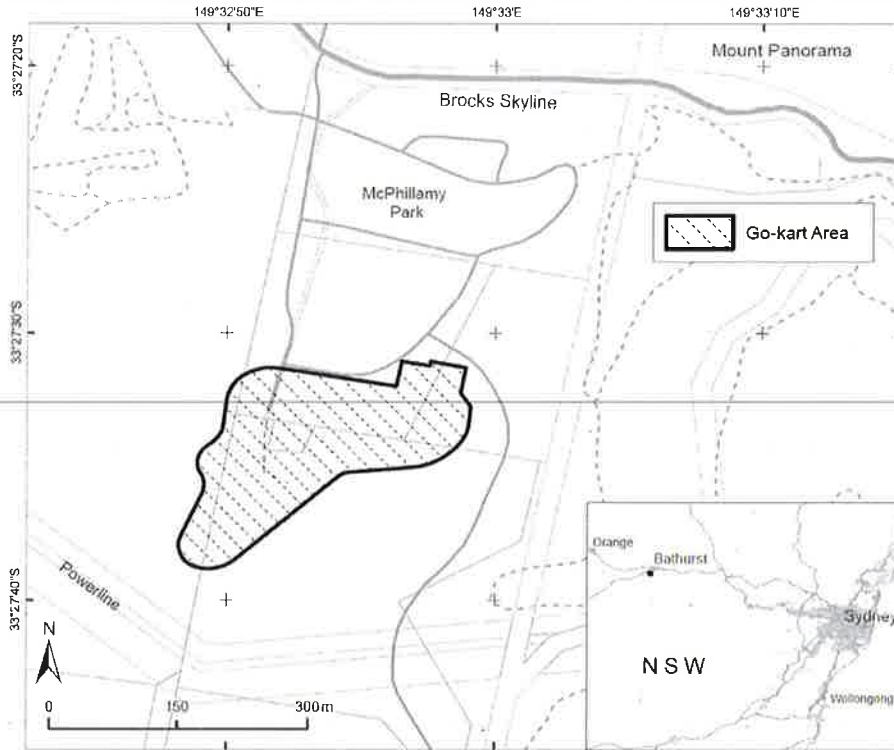 149°32'50"E
149°33'E
149°33'10"E
33°27'20"S
Mount Panorama
Brocks Skyline
McPhillamy
Park
Go-kart Area
33°27'30"S
Orange
Bathurst
Sydney
Powerline
33°27'40"S
N
NSW
Wollongong
0 150 300m